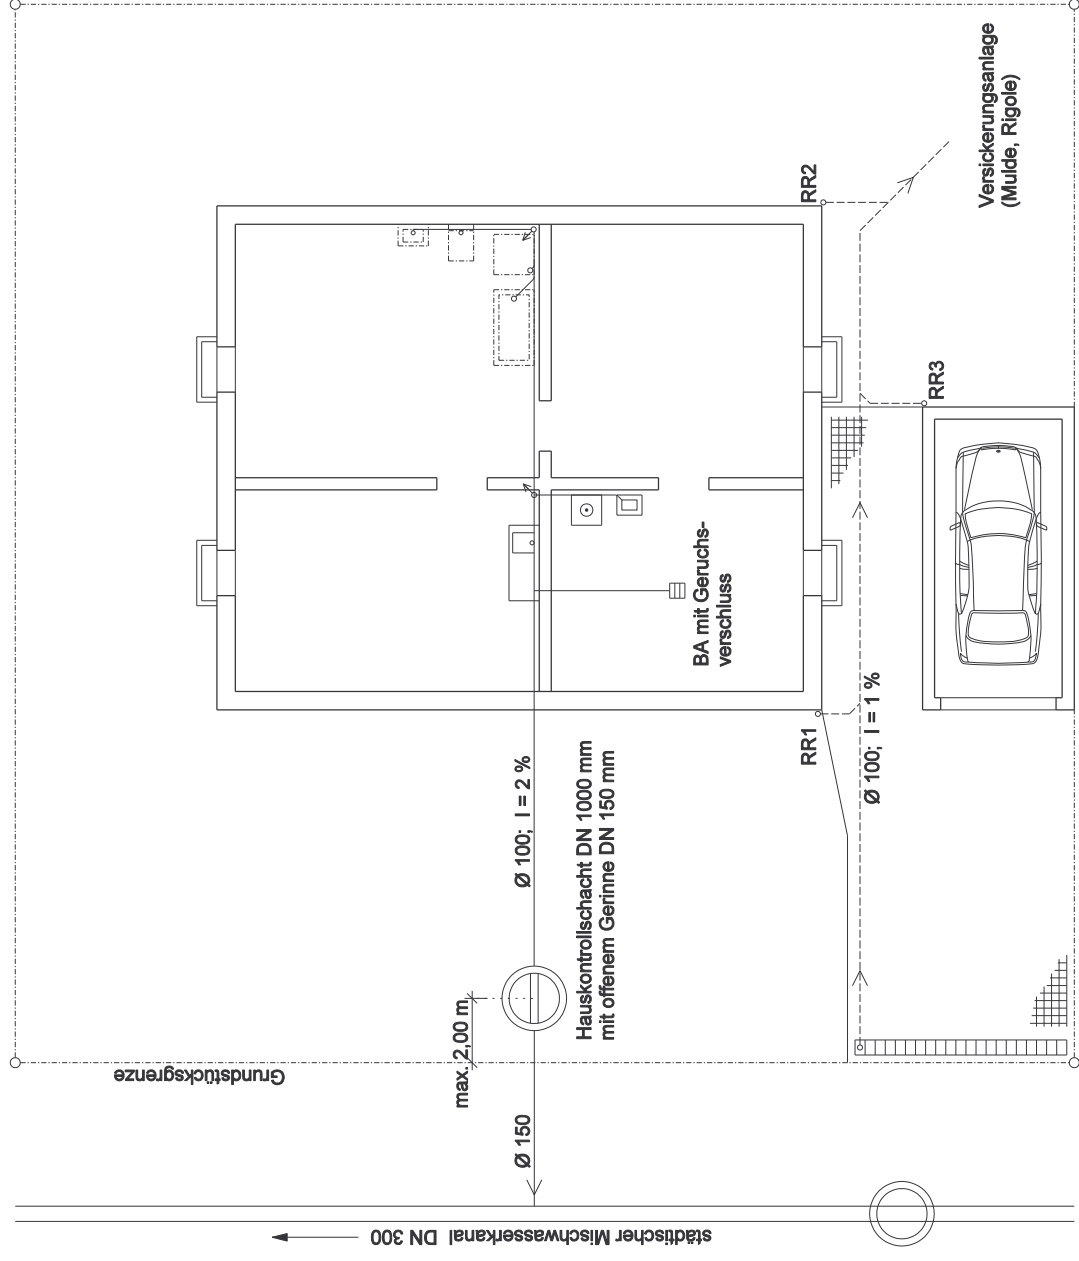 Versickerungsanlage
(Mulde, Rigole)
RR2
RR3
BA mit Geruchs-
verschluss
RR1
Ø 100; I = 1 %
Ø 100; I = 2 %
Hauskontrollschacht DN 1000 mm
mit offenem Gerinne DN 150 mm
max. 2,00 m
Grundstücksgrenze
Ø 150
städtischer Mischwasserkanal DN 300